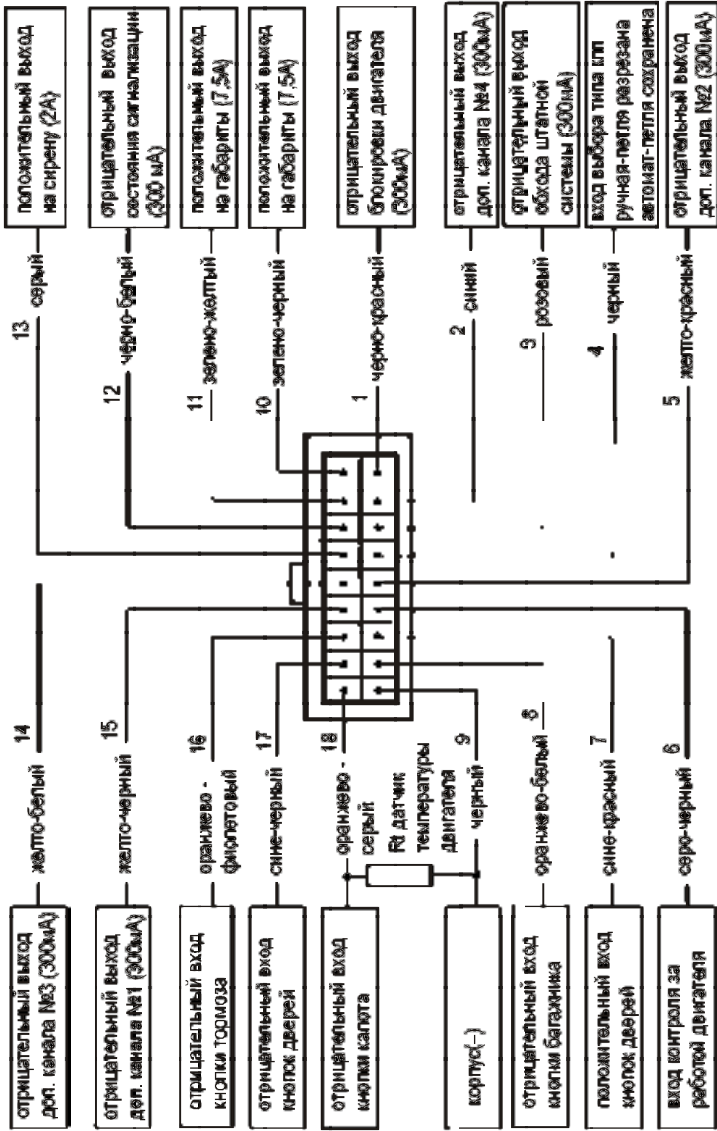 положительный выход
на сирену (2А)
серый
13
отрицательный выход
состояния сигнализации
(300 мА)
черно-белый
12
положительный выход
на габариты (7,5А)
зелено-желтый
11
положительный выход
на габариты (7,5А)
зелено-черный
10
отрицательный выход
блокировки двигателя
(300мА)
черно-красный
1
отрицательный выход
доп. канала №4 (300мА)
синий
2
отрицательный выход
обхода штатной
системы (300мА)
розовый
3
вход выбора типа кпп
ручная-петля разрезана
автомат-петля сохранена
черный
4
отрицательный выход
доп. канала №2 (300мА)
желто-красный
5
отрицательный выход
доп. канала №3 (300мА)
желто-белый
14
отрицательный выход
доп. канала №1 (300мА)
желто-черный
15
отрицательный вход
кнопки тормоза
оранжево -
фиолетовый
16
отрицательный вход
кнопок дверей
сине-черный
17
отрицательный вход
кнопки капота
оранжево -
серый
18
Rt датчик
температуры
двигателя
корпус(-)
черный
9
отрицательный вход
кнопки багажника
оранжево-белый
8
положительный вход
кнопок дверей
сине-красный
7
вход контроля за
работой двигателя
серо-черный
6